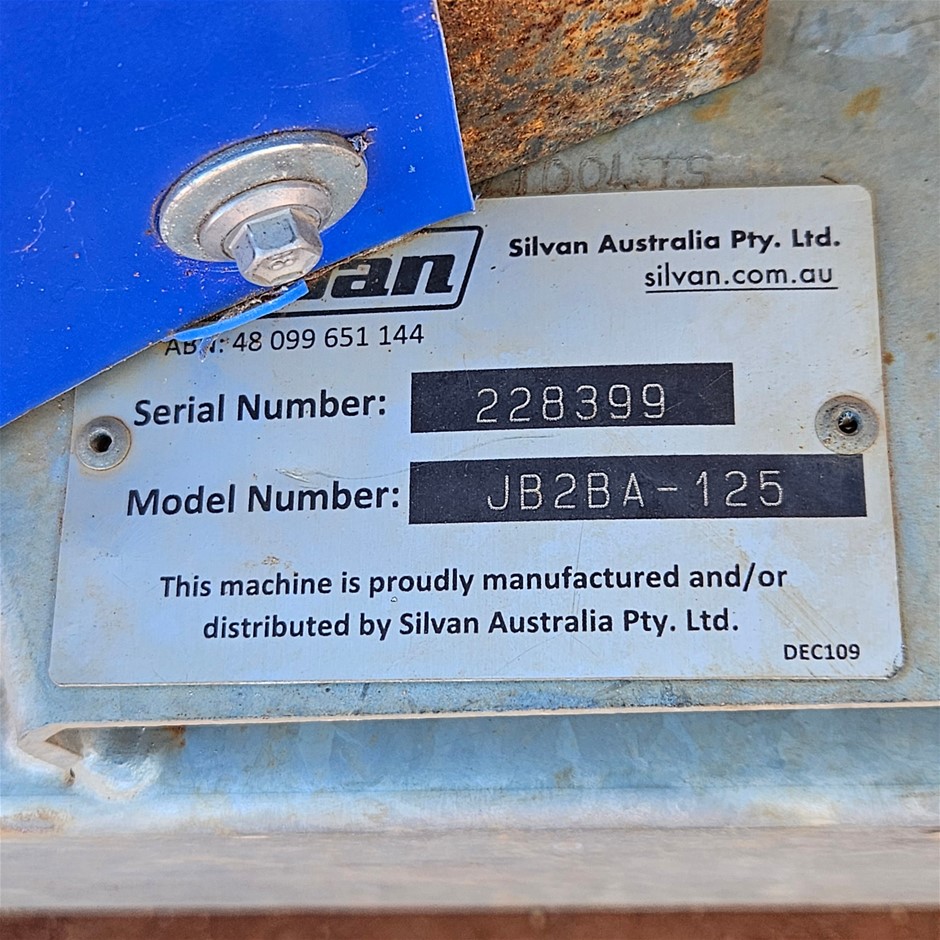 Silvan Australia Pty. Ltd.
silvan.com.au
ABN: 48 099 651 144
Serial Number: 228399
Model Number: JB2BA-125
This machine is proudly manufactured and/or
distributed by Silvan Australia Pty. Ltd.
DEC109